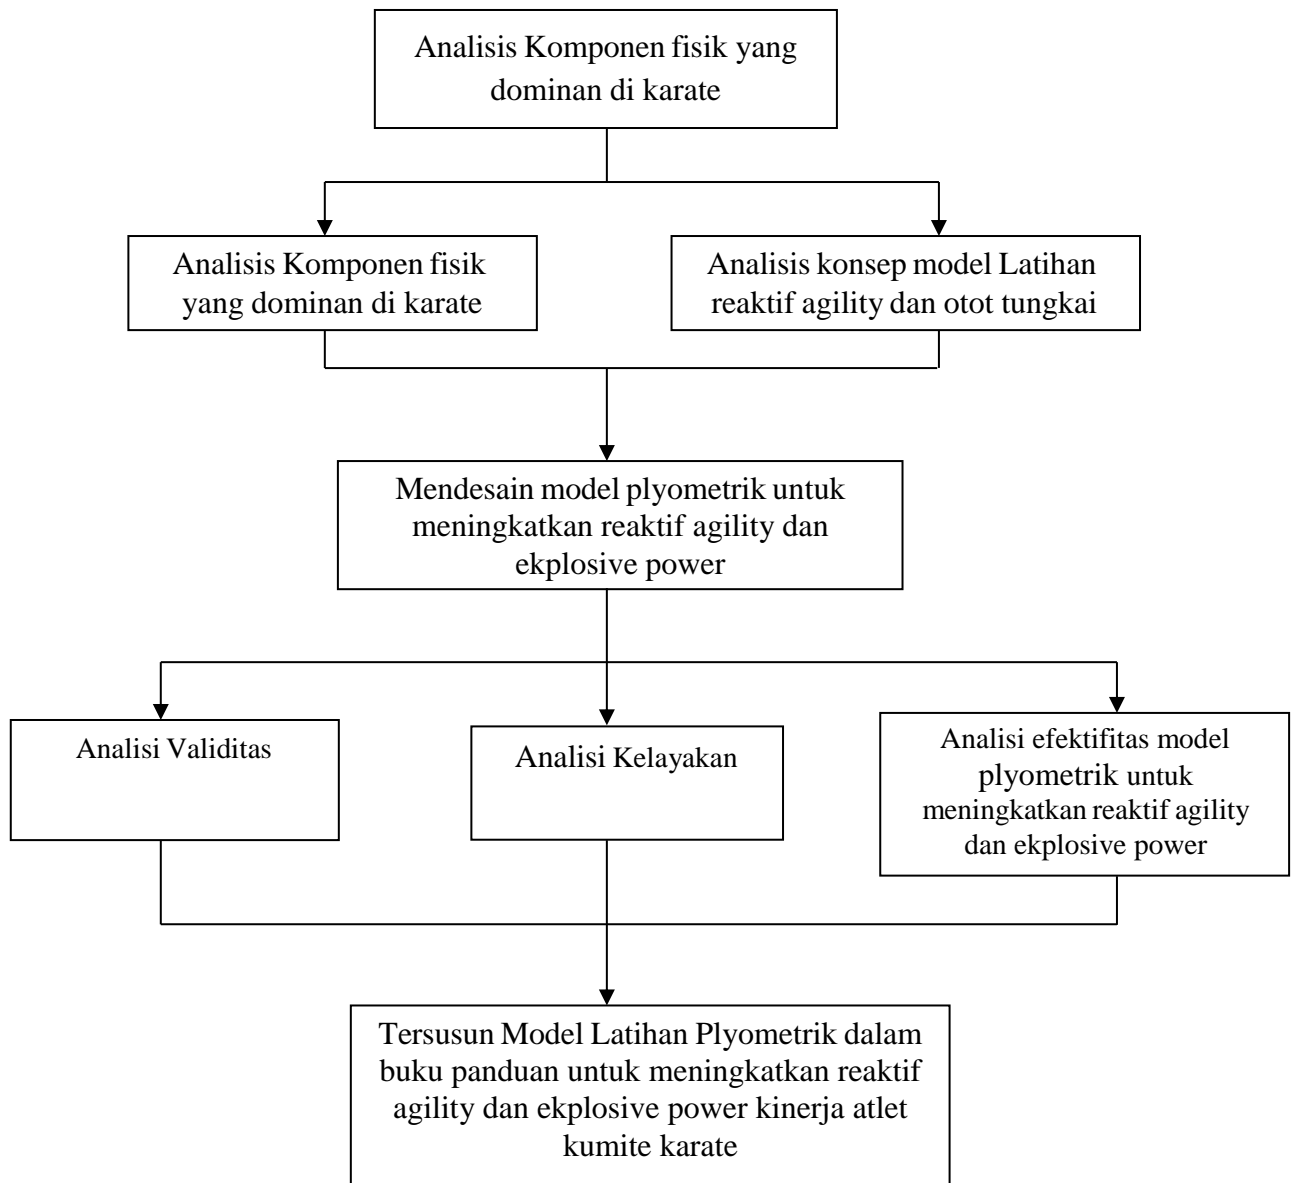 Analisis Komponen fisik yang
dominan di karate
Analisis Komponen fisik
yang dominan di karate
Analisis konsep model Latihan
reaktif agility dan otot tungkai
Mendesain model plyometrik untuk
meningkatkan reaktif agility dan
ekplosive power
Analisi Validitas
Analisi Kelayakan
Analisi efektifitas model
plyometrik untuk
meningkatkan reaktif agility
dan ekplosive power
Tersusun Model Latihan Plyometrik dalam
buku panduan untuk meningkatkan reaktif
agility dan ekplosive power kinerja atlet
kumite karate